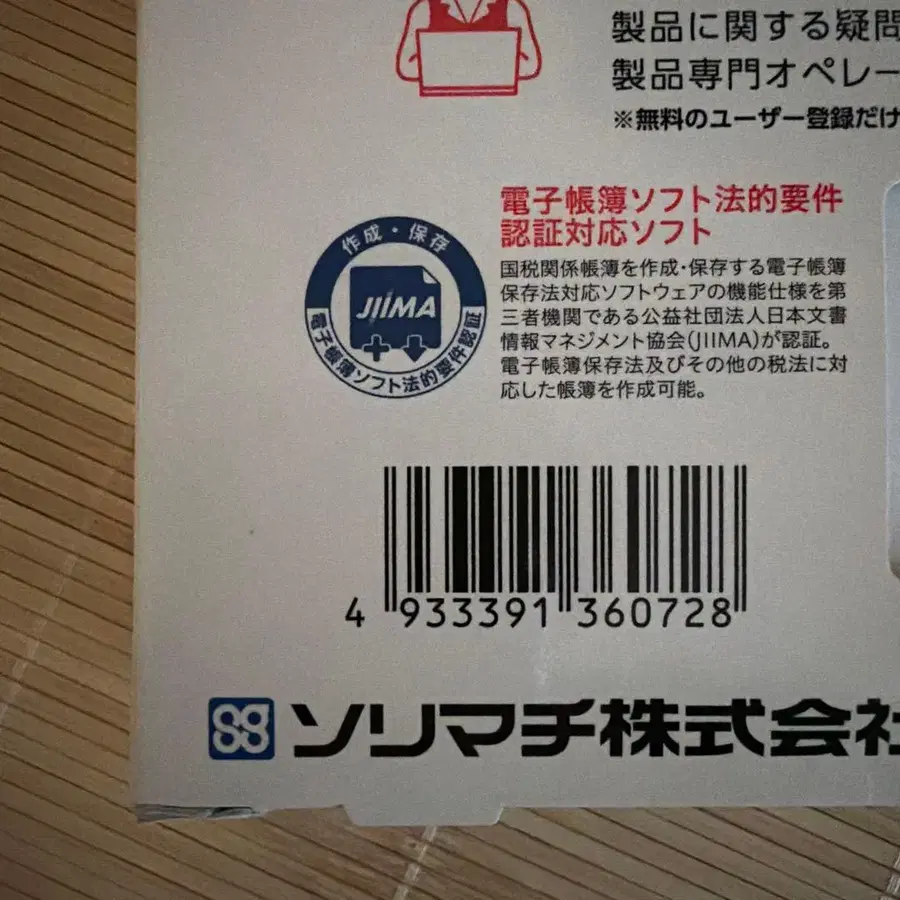 製品に関する疑問
製品専門オペレー
※無料のユーザー登録だけ
電子帳簿ソフト法的要件
認証対応ソフト
国税関係帳簿を作成・保存する電子帳簿
保存法対応ソフトウェアの機能仕様を第
三者機関である公益社団法人日本文書
情報マネジメント協会(JIIMA)が認証。
電子帳簿保存法及びその他の税法に対
応した帳簿を作成可能。
作成・保存
JIIMA
電子帳簿ソフト法的要件認証
4 933391 360728
sg ソリマチ株式会社